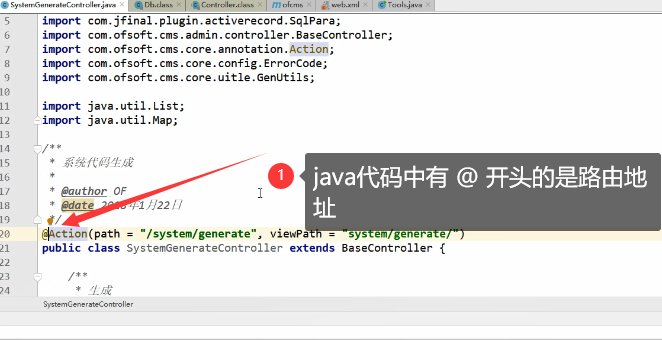 SystemGenerateController.java × Db.class × Controller.class × ofcms × web.xml × Tools.java ×
5 import com.jfinal.plugin.activerecord.SqlPara;
6 import com.ofsoft.cms.admin.controller.BaseController;
7 import com.ofsoft.cms.core.annotation.Action;
8 import com.ofsoft.cms.core.config.ErrorCode;
9 import com.ofsoft.cms.core.uitle.GenUtils;
10
11 import java.util.List;
12 import java.util.Map;
13
14 /**
15 * 系统代码生成
16 *
17 * @author OF
18 * @date 2018年1月22日
19 */
20 @Action(path = "/system/generate", viewPath = "system/generate/")
21 public class SystemGenerateController extends BaseController {
22
23 /**
24 * 生成
SystemGenerateController
1
java代码中有 @ 开头的是路由地
址